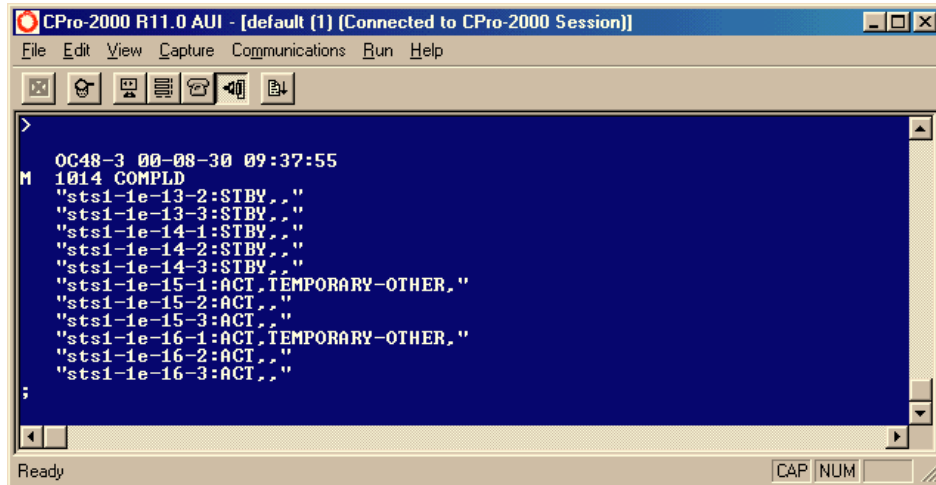 CPro-2000 R11.0 AUI - [default (1) (Connected to CPro-2000 Session)]
File Edit View Capture Communications Run Help
>
OC48-3 00-08-30 09:37:55
M 1014 COMPLD
"sts1-1e-13-2:STBY,,"
"sts1-1e-13-3:STBY,,"
"sts1-1e-14-1:STBY,,"
"sts1-1e-14-2:STBY,,"
"sts1-1e-14-3:STBY,,"
"sts1-1e-15-1:ACT,TEMPORARY-OTHER,"
"sts1-1e-15-2:ACT,,"
"sts1-1e-15-3:ACT,,"
"sts1-1e-16-1:ACT,TEMPORARY-OTHER,"
"sts1-1e-16-2:ACT,,"
"sts1-1e-16-3:ACT,,"
;
Ready CAP NUM